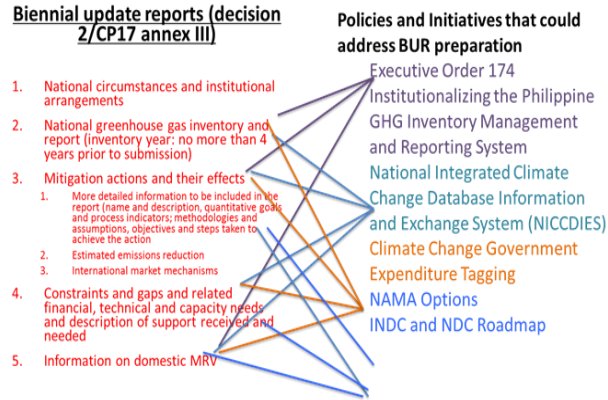 Biennial update reports (decision
2/CP17 annex III)
1. National circumstances and institutional
arrangements
2. National greenhouse gas inventory and
report (inventory year: no more than 4
years prior to submission)
3. Mitigation actions and their effects
1. More detailed information to be included in the
report (name and description, quantitative goals
and process indicators; methodologies and
assumptions, objectives and steps taken to
achieve the action
2. Estimated emissions reduction
3. International market mechanisms
4. Constraints and gaps and related
financial, technical and capacity needs
and description of support received and
needed
5. Information on domestic MRV
Policies and Initiatives that could
address BUR preparation
Executive Order 174
Institutionalizing the Philippine
GHG Inventory Management
and Reporting System
National Integrated Climate
Change Database Information
and Exchange System (NICCDIES)
Climate Change Government
Expenditure Tagging
NAMA Options
INDC and NDC Roadmap